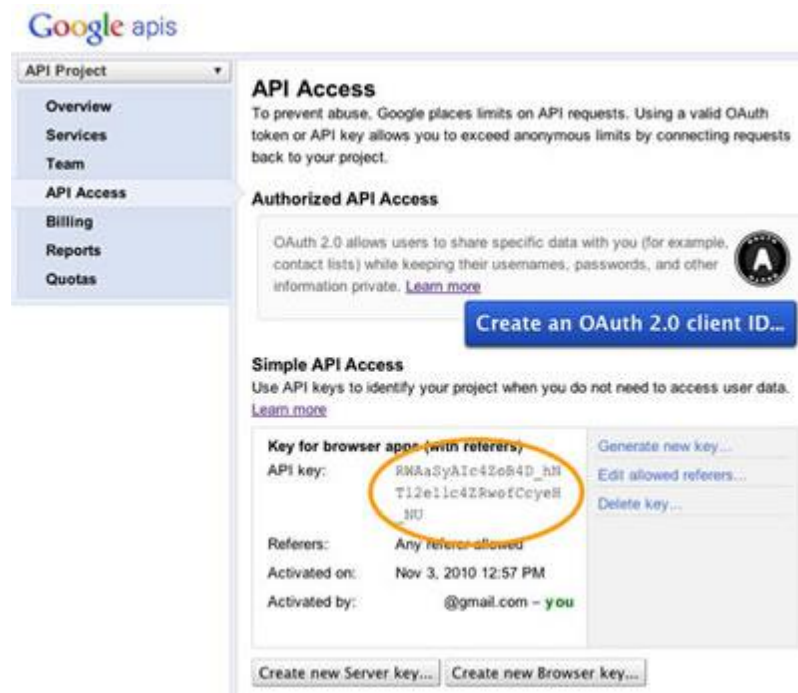 Google apis
API Project
Overview
Services
Team
API Access
Billing
Reports
Quotas
API Access
To prevent abuse, Google places limits on API requests. Using a valid OAuth
token or API key allows you to exceed anonymous limits by connecting requests
back to your project.
Authorized API Access
OAuth 2.0 allows users to share specific data with you (for example,
contact lists) while keeping their usernames, passwords, and other
information private. Learn more
Create an OAuth 2.0 client ID...
Simple API Access
Use API keys to identify your project when you do not need to access user data.
Learn more
Key for browser apps (with referers)
API key:
Referers: Any referer allowed
Activated on: Nov 3, 2010 12:57 PM
Activated by: @gmail.com – you
Generate new key...
Edit allowed referers...
Delete key...
Create new Server key... Create new Browser key...